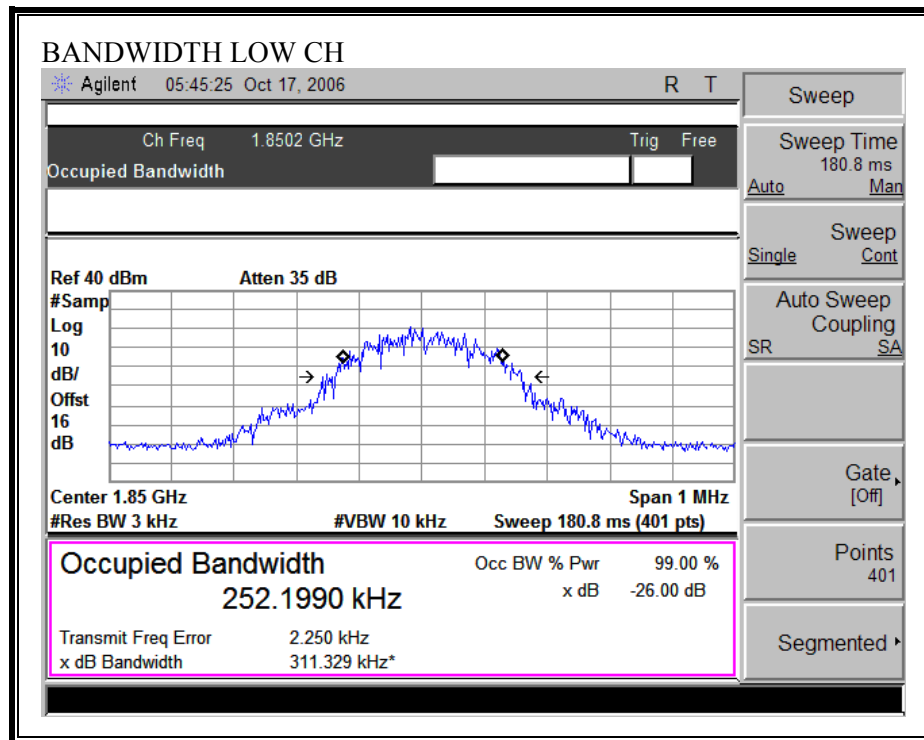 BANDWIDTH LOW CH
Agilent 05:45:25 Oct 17, 2006 R T
Ch Freq 1.8502 GHz Trig Free
Occupied Bandwidth
Ref 40 dBm Atten 35 dB
#Samp
Log
10
dB/
Offst
16
dB
Center 1.85 GHz Span 1 MHz
#Res BW 3 kHz #VBW 10 kHz Sweep 180.8 ms (401 pts)
Occupied Bandwidth Occ BW % Pwr 99.00 %
252.1990 kHz x dB -26.00 dB
Transmit Freq Error 2.250 kHz
x dB Bandwidth 311.329 kHz*
Sweep
Sweep Time
180.8 ms
Auto Man
Sweep
Single Cont
Auto Sweep
Coupling
SR SA
Gate
[Off]
Points
401
Segmented